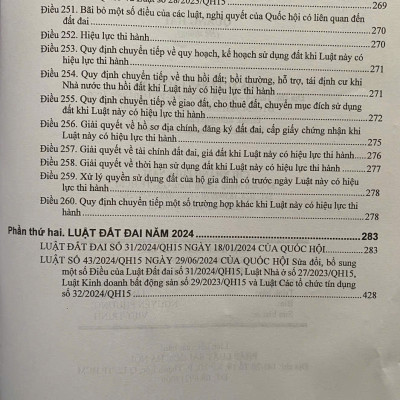 Luật số 28/2023/QH15 ........ 269
Điều 251. Bãi bỏ một số điều của các luật, nghị quyết của Quốc hội có liên quan đến
đất đai ........ 270
Điều 252. Hiệu lực thi hành ........ 270
Điều 253. Quy định chuyển tiếp về quy hoạch, kế hoạch sử dụng đất khi Luật này có
hiệu lực thi hành ........ 271
Điều 254. Quy định chuyển tiếp về thu hồi đất; bồi thường, hỗ trợ, tái định cư khi
Nhà nước thu hồi đất khi Luật này có hiệu lực thi hành ........ 271
Điều 255. Quy định chuyển tiếp về giao đất, cho thuê đất, chuyển mục đích sử dụng
đất khi Luật này có hiệu lực thi hành ........ 272
Điều 256. Giải quyết về hồ sơ địa chính, đăng ký đất đai, cấp giấy chứng nhận khi
Luật này có hiệu lực thi hành ........ 275
Điều 257. Giải quyết về tài chính đất đai, giá đất khi Luật này có hiệu lực thi hành ..... 276
Điều 258. Giải quyết về thời hạn sử dụng đất khi Luật này có hiệu lực thi hành ........ 277
Điều 259. Xử lý quyền sử dụng đất của hộ gia đình có trước ngày Luật này có hiệu
lực thi hành ........ 278
Điều 260. Quy định chuyển tiếp một số trường hợp khác khi Luật này có hiệu lực thi
hành ........ 278
Phần thứ hai. LUẬT ĐẤT ĐAI NĂM 2024 ........ 283
LUẬT ĐẤT ĐAI SỐ 31/2024/QH15 NGÀY 18/01/2024 CỦA QUỐC HỘI ........ 283
LUẬT SỐ 43/2024/QH15 NGÀY 29/06/2024 CỦA QUỐC HỘI Sửa đổi, bổ sung
một số Điều của Luật Đất đai số 31/2024/QH15, Luật Nhà ở số 27/2023/QH15,
Luật Kinh doanh bất động sản số 29/2023/QH15 và Luật Các tổ chức tín dụng
số 32/2024/QH15 ........ 428